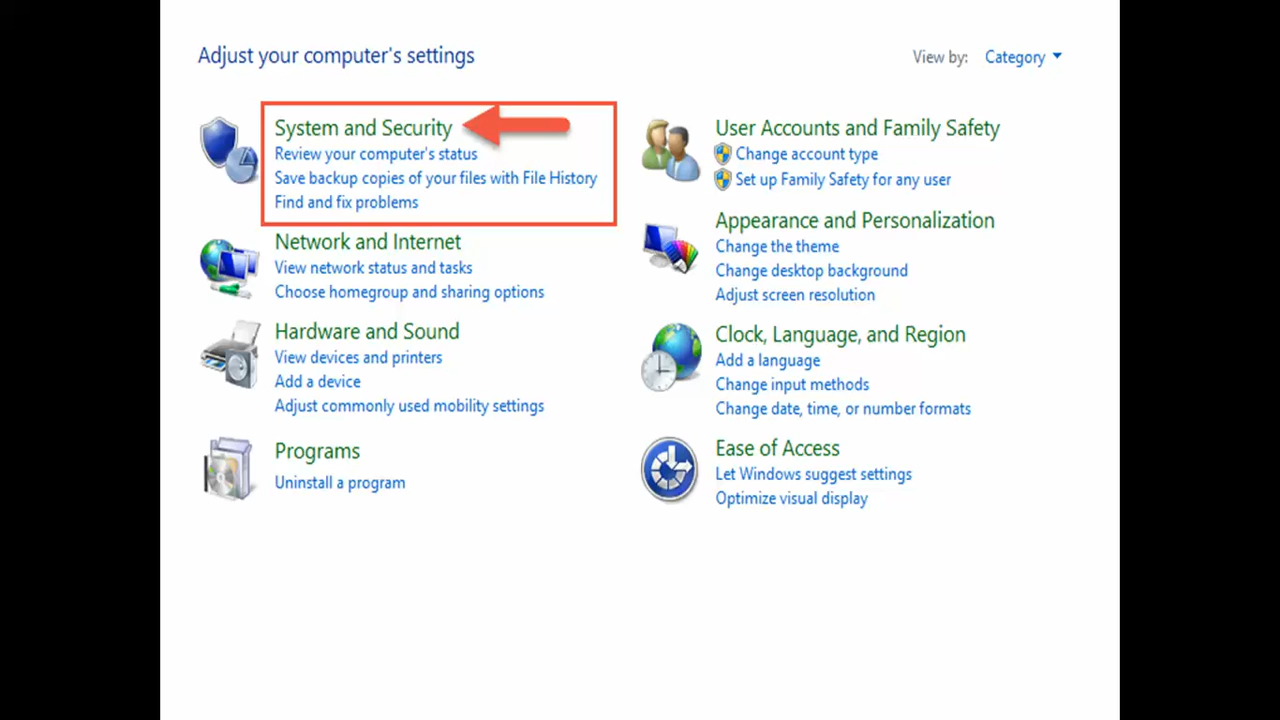 Adjust your computer's settings
View by: Category
System and Security
Review your computer's status
Save backup copies of your files with File History
Find and fix problems
Network and Internet
View network status and tasks
Choose homegroup and sharing options
Hardware and Sound
View devices and printers
Add a device
Adjust commonly used mobility settings
Programs
Uninstall a program
User Accounts and Family Safety
Change account type
Set up Family Safety for any user
Appearance and Personalization
Change the theme
Change desktop background
Adjust screen resolution
Clock, Language, and Region
Add a language
Change input methods
Change date, time, or number formats
Ease of Access
Let Windows suggest settings
Optimize visual display